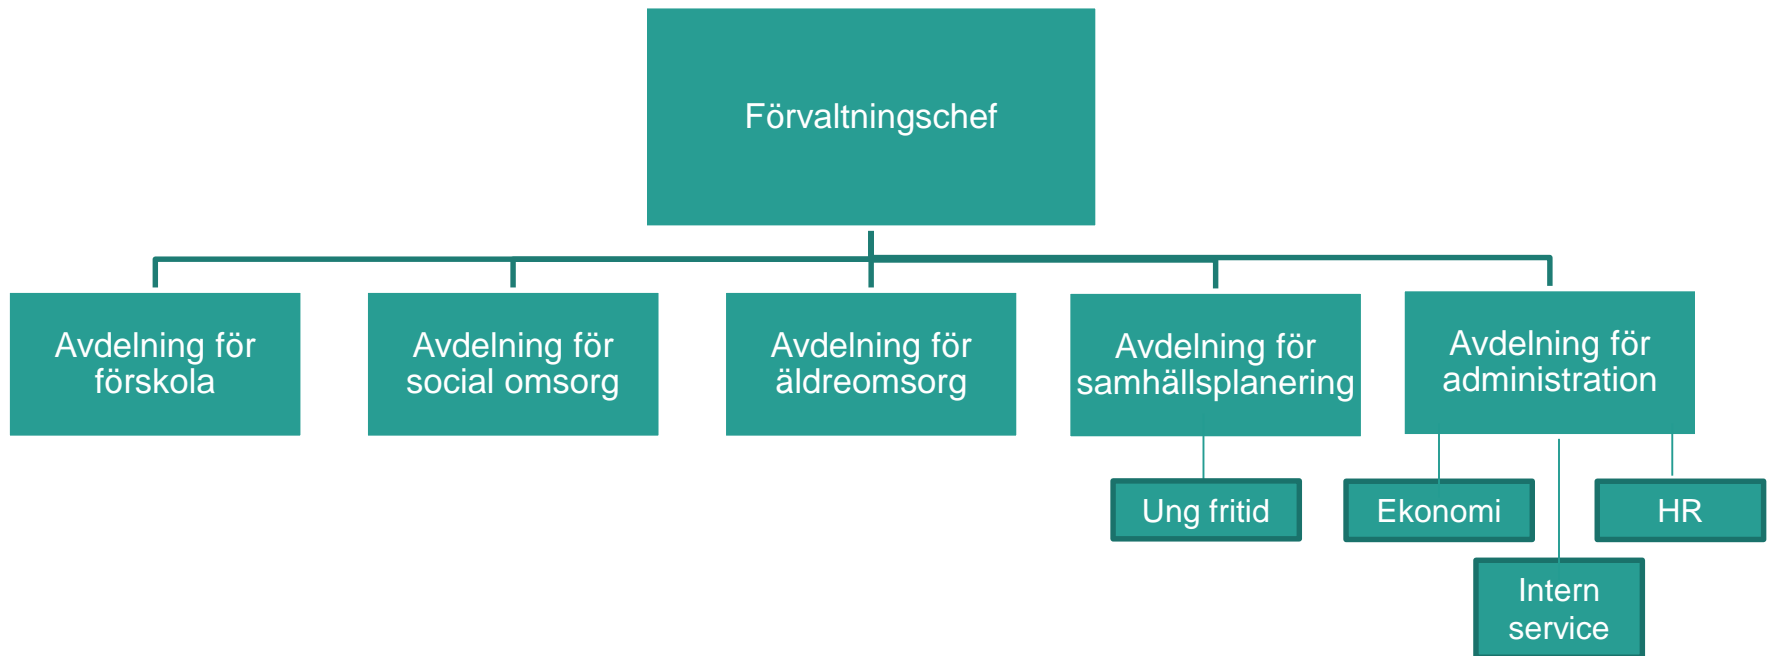 Förvaltningschef
Avdelning för
förskola
Avdelning för
social omsorg
Avdelning för
äldreomsorg
Avdelning för
samhällsplanering
Avdelning för
administration
Ung fritid
Ekonomi
HR
Intern
service